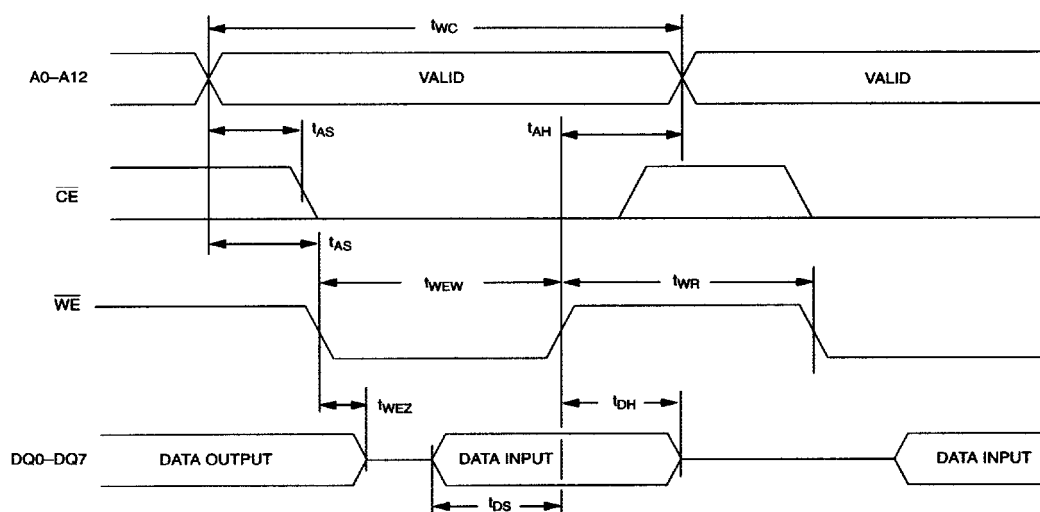 tWC
A0–A12
VALID
VALID
tAS
tAH
CE
tAS
tWEW
tWR
WE
tWEZ
tDH
DQ0–DQ7
DATA OUTPUT
DATA INPUT
DATA INPUT
tDS